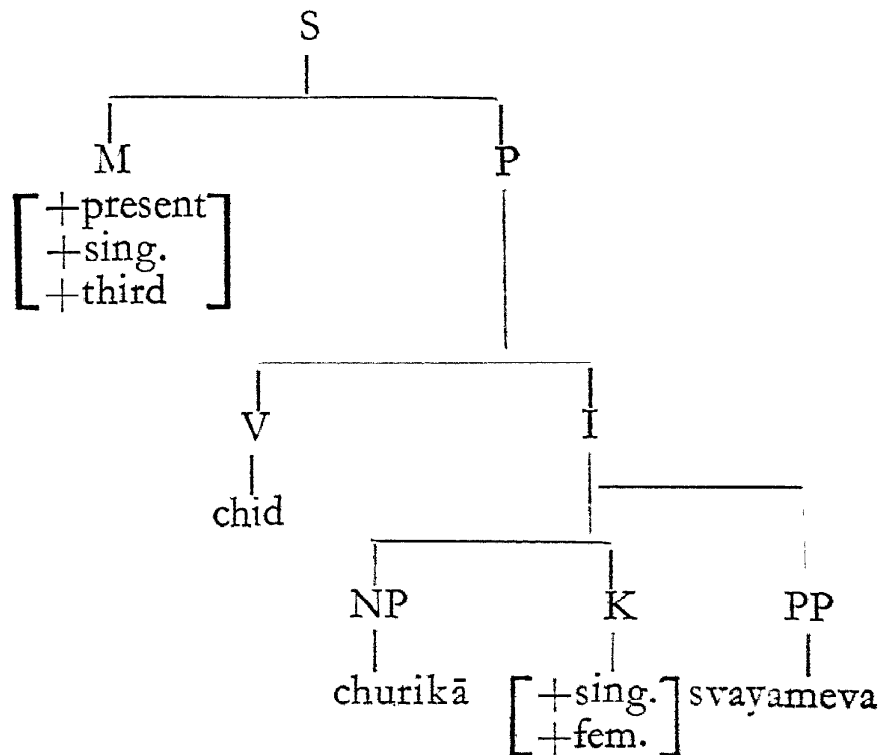 S
M P
+present
+sing.
+third
V I
chid
NP K PP
churikā +sing. svayameva
+fem.